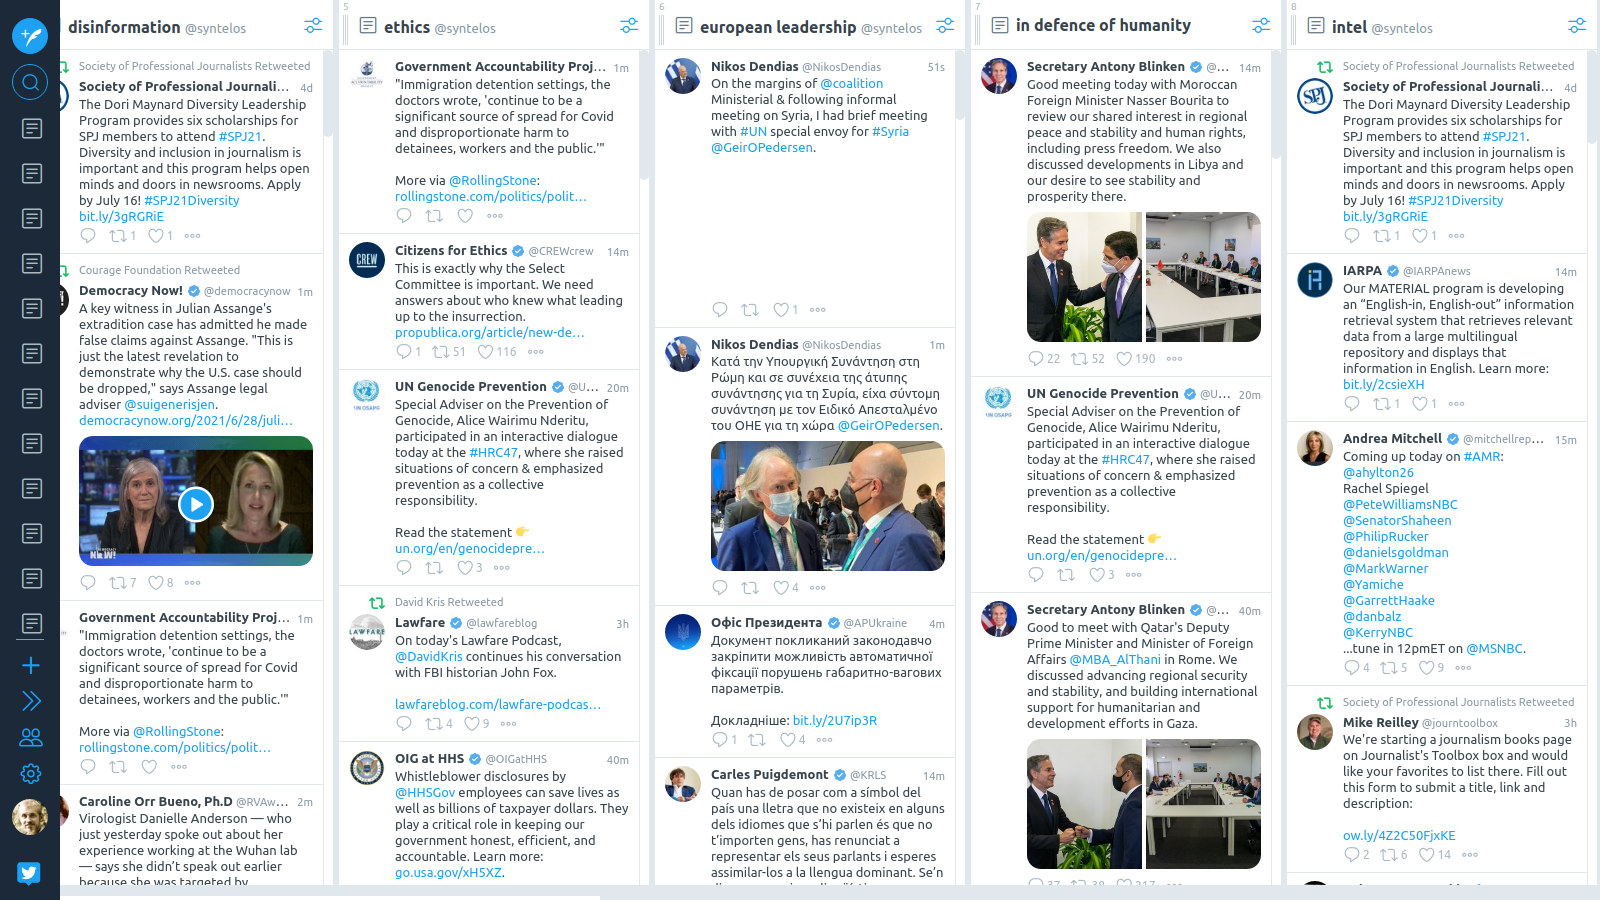 disinformation @syntelos
Society of Professional Journalists Retweeted
Society of Professional Journali... 4d
The Dori Maynard Diversity Leadership
Program provides six scholarships for
SPJ members to attend #SPJ21.
Diversity and inclusion in journalism is
important and this program helps open
minds and doors in newsrooms. Apply
by July 16! #SPJ21Diversity
bit.ly/3gRGRiE
1 1
Courage Foundation Retweeted
Democracy Now! @democracynow 1m
A key witness in Julian Assange's
extradition case has admitted he made
false claims against Assange. "This is
just the latest revelation to
demonstrate why the U.S. case should
be dropped," says Assange legal
adviser @suigenerisjen.
democracynow.org/2021/6/28/juli...
7 8
Government Accountability Proj... 1m
"Immigration detention settings, the
doctors wrote, 'continue to be a
significant source of spread for Covid
and disproportionate harm to
detainees, workers and the public.'"
More via @RollingStone:
rollingstone.com/politics/polit...
Caroline Orr Bueno, Ph.D @RVAw... 2m
Virologist Danielle Anderson — who
just yesterday spoke out about her
experience working at the Wuhan lab
— says she didn't speak out earlier
because she was targeted by
5
ethics @syntelos
Government Accountability Proj... 1m
"Immigration detention settings, the
doctors wrote, 'continue to be a
significant source of spread for Covid
and disproportionate harm to
detainees, workers and the public.'"
More via @RollingStone:
rollingstone.com/politics/polit...
CREW
Citizens for Ethics @CREWcrew 14m
This is exactly why the Select
Committee is important. We need
answers about who knew what leading
up to the insurrection.
propublica.org/article/new-de...
1 51 116
UN OSAPG
UN Genocide Prevention @U... 20m
Special Adviser on the Prevention of
Genocide, Alice Wairimu Nderitu,
participated in an interactive dialogue
today at the #HRC47, where she raised
situations of concern & emphasized
prevention as a collective
responsibility.
Read the statement 👉
un.org/en/genocidepre...
3
David Kris Retweeted
LAWFARE
Lawfare @lawfareblog 3h
On today's Lawfare Podcast,
@DavidKris continues his conversation
with FBI historian John Fox.
lawfareblog.com/lawfare-podcas...
4 9
OIG at HHS @OIGatHHS 40m
Whistleblower disclosures by
@HHSGov employees can save lives as
well as billions of taxpayer dollars. They
play a critical role in keeping our
government honest, efficient, and
accountable. Learn more:
go.usa.gov/xH5XZ.
6
european leadership @syntelos
Nikos Dendias @NikosDendias 51s
On the margins of @coalition
Ministerial & following informal
meeting on Syria, I had brief meeting
with #UN special envoy for #Syria
@GeirOPedersen.
1
Nikos Dendias @NikosDendias 1m
Κατά την Υπουργική Συνάντηση στη
Ρώμη και σε συνέχεια της άτυπης
συνάντησης για τη Συρία, είχα σύντομη
συνάντηση με τον Ειδικό Απεσταλμένο
του ΟΗΕ για τη χώρα @GeirOPedersen.
4
Офіс Президента @APUkraine 4m
Документ покликаний законодавчо
закріпити можливість автоматичної
фіксації порушень габаритно-вагових
параметрів.
Докладніше: bit.ly/2U7ip3R
1 4
Carles Puigdemont @KRLS 14m
Quan has de posar com a símbol del
país una lletra que no existeix en alguns
dels idiomes que s'hi parlen és que no
t'importen gens, has renunciat a
representar els seus parlants i esperes
assimilar-los a la llengua dominant. Se'n
7
in defence of humanity
Secretary Antony Blinken @... 14m
Good meeting today with Moroccan
Foreign Minister Nasser Bourita to
review our shared interest in regional
peace and stability and human rights,
including press freedom. We also
discussed developments in Libya and
our desire to see stability and
prosperity there.
22 52 190
UN OSAPG
UN Genocide Prevention @U... 20m
Special Adviser on the Prevention of
Genocide, Alice Wairimu Nderitu,
participated in an interactive dialogue
today at the #HRC47, where she raised
situations of concern & emphasized
prevention as a collective
responsibility.
Read the statement 👉
un.org/en/genocidepre...
3
Secretary Antony Blinken @... 40m
Good to meet with Qatar's Deputy
Prime Minister and Minister of Foreign
Affairs @MBA_AlThani in Rome. We
discussed advancing regional security
and stability, and building international
support for humanitarian and
development efforts in Gaza.
37 38 217
8
intel @syntelos
Society of Professional Journalists Retweeted
SPJ
Society of Professional Journali... 4d
The Dori Maynard Diversity Leadership
Program provides six scholarships for
SPJ members to attend #SPJ21.
Diversity and inclusion in journalism is
important and this program helps open
minds and doors in newsrooms. Apply
by July 16! #SPJ21Diversity
bit.ly/3gRGRiE
1 1
IARPA @IARPAnews 14m
Our MATERIAL program is developing
an “English-in, English-out” information
retrieval system that retrieves relevant
data from a large multilingual
repository and displays that
information in English. Learn more:
bit.ly/2csieXH
1 1
Andrea Mitchell @mitchellrep... 15m
Coming up today on #AMR:
@ahylton26
Rachel Spiegel
@PeteWilliamsNBC
@SenatorShaheen
@PhilipRucker
@danielsgoldman
@MarkWarner
@Yamiche
@GarrettHaake
@danbalz
@KerryNBC
...tune in 12pmET on @MSNBC.
4 5 9
Society of Professional Journalists Retweeted
Mike Reilley @journtoolbox 3h
We're starting a journalism books page
on Journalist's Toolbox box and would
like your favorites to list there. Fill out
this form to submit a title, link and
description:
ow.ly/4Z2C50FjxKE
2 6 14